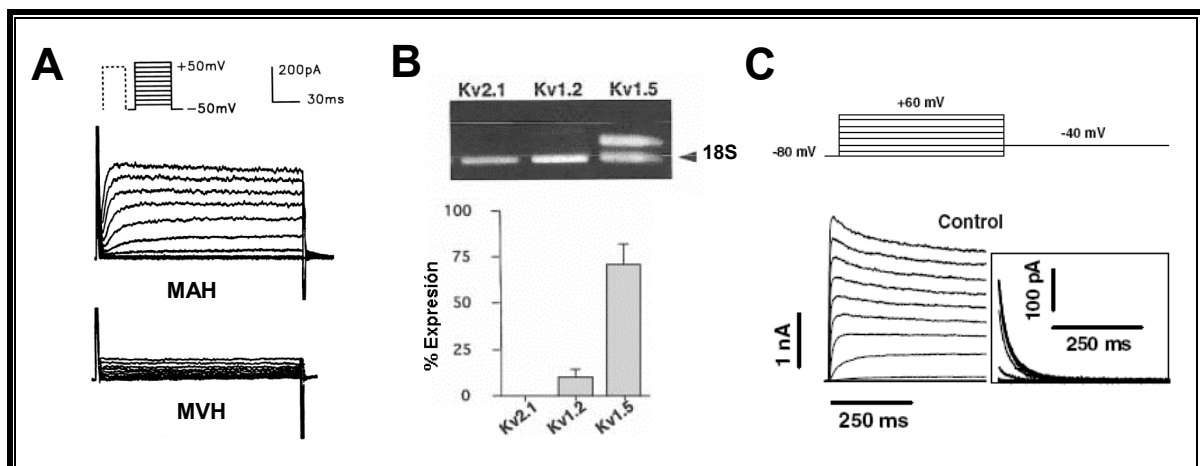 A
+50mV
-50mV
200pA
30ms
MAH
MVH
B
Kv2.1 Kv1.2 Kv1.5
18S
% Expresión
100
75
50
25
0
Kv2.1 Kv1.2 Kv1.5
C
+60 mV
-40 mV
-80 mV
Control
1 nA
250 ms
100 pA
250 ms